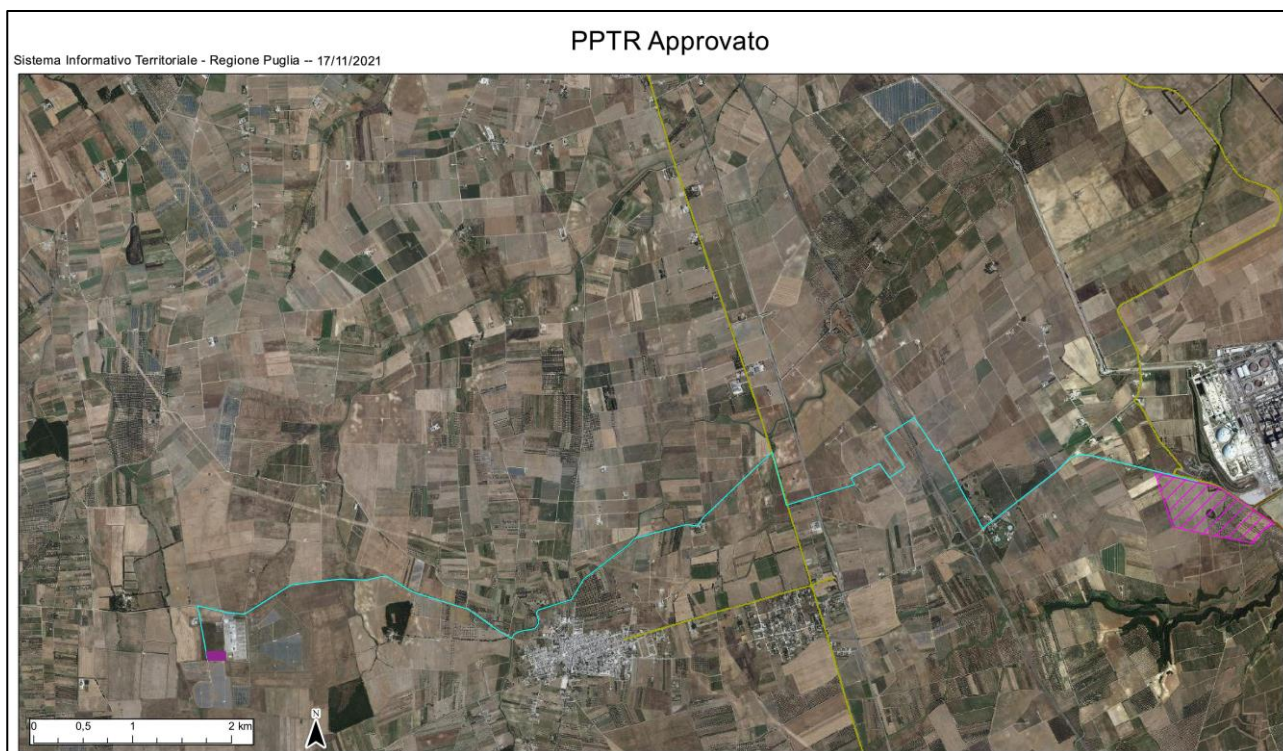 PPTR Approvato
Sistema Informativo Territoriale - Regione Puglia -- 17/11/2021
0 0,5 1 2 km
N